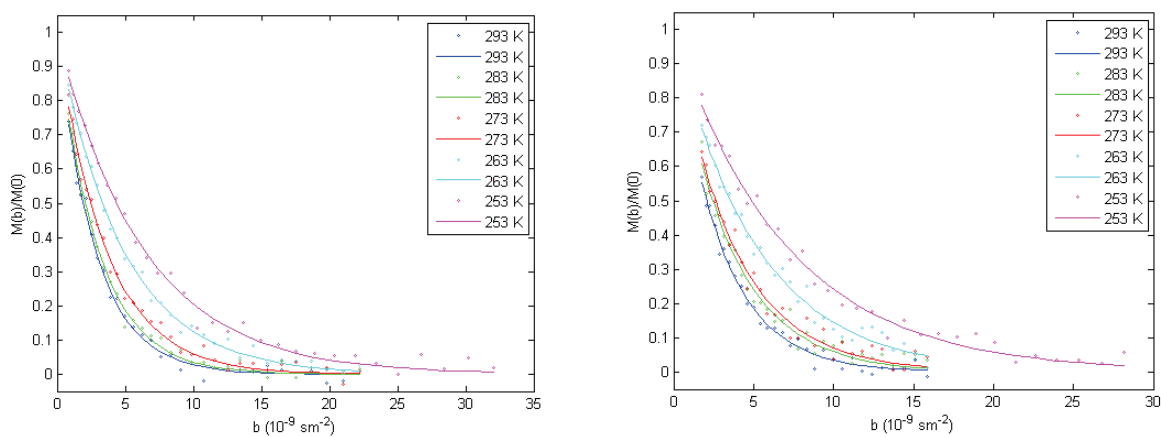 1
0.9
0.8
0.7
0.6
0.5
0.4
0.3
0.2
0.1
0
M(b)/M(0)
0 5 10 15 20 25 30 35
b (10⁻⁹ sm⁻²)
293 K
293 K
283 K
283 K
273 K
273 K
263 K
263 K
253 K
253 K
1
0.9
0.8
0.7
0.6
0.5
0.4
0.3
0.2
0.1
0
M(b)/M(0)
0 5 10 15 20 25 30
b (10⁻⁹ sm⁻²)
293 K
293 K
283 K
283 K
273 K
273 K
263 K
263 K
253 K
253 K